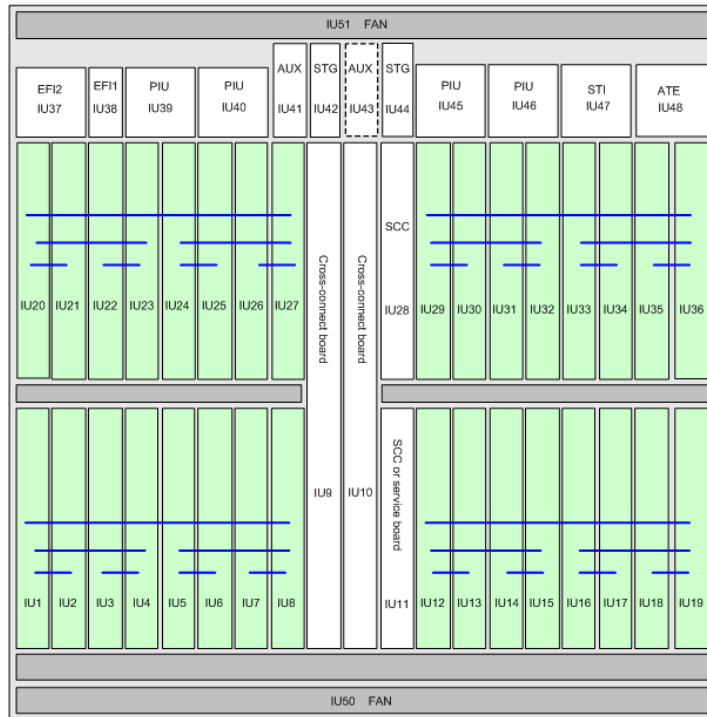 IU51 FAN
EFI2
IU37
EFI1
IU38
PIU
IU39
PIU
IU40
AUX
IU41
STG
IU42
AUX
IU43
STG
IU44
PIU
IU45
PIU
IU46
STI
IU47
ATE
IU48
IU20
IU21
IU22
IU23
IU24
IU25
IU26
IU27
Cross-connect board
IU9
Cross-connect board
IU10
SCC
IU28
IU29
IU30
IU31
IU32
IU33
IU34
IU35
IU36
IU1
IU2
IU3
IU4
IU5
IU6
IU7
IU8
SCC or service board
IU11
IU12
IU13
IU14
IU15
IU16
IU17
IU18
IU19
IU50 FAN